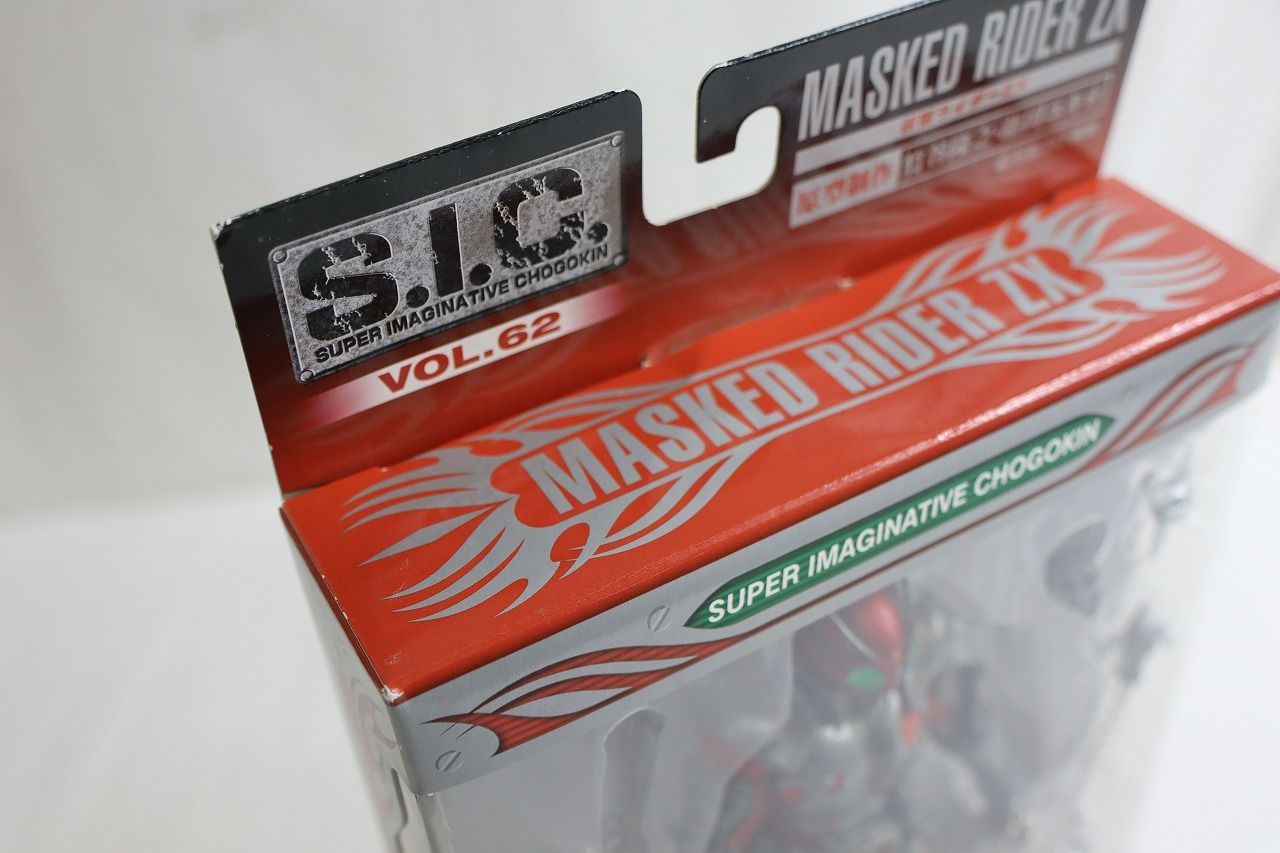 S.I.C.
SUPER IMAGINATIVE CHOGOKIN
VOL.62
MASKED RIDER ZX
MASKED RIDER ZX
SUPER IMAGINATIVE CHOGOKIN